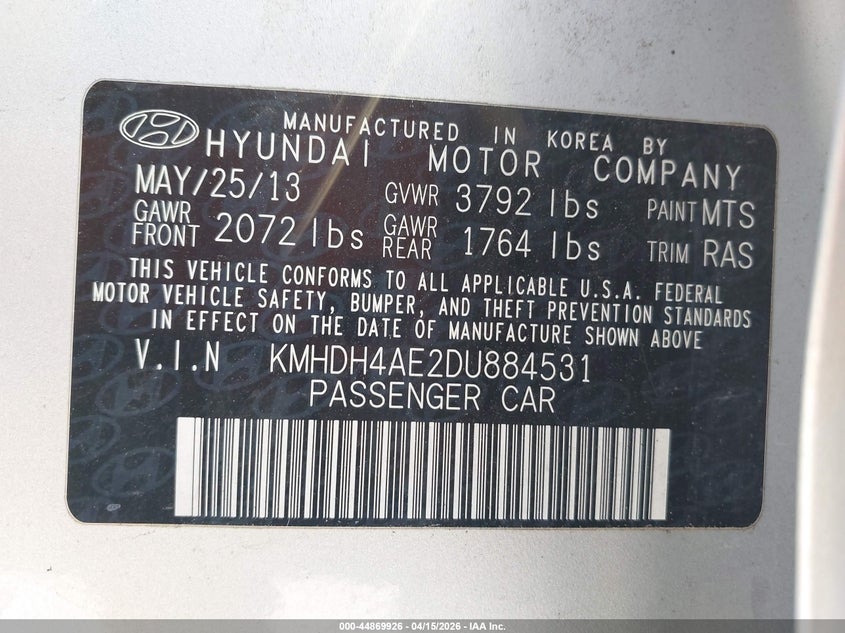 MANUFACTURED IN KOREA BY
HYUNDAI MOTOR COMPANY
MAY/25/13 GVWR 3792 lbs PAINT MTS
GAWR FRONT 2072 lbs GAWR REAR 1764 lbs TRIM RAS
THIS VEHICLE CONFORMS TO ALL APPLICABLE U.S.A. FEDERAL
MOTOR VEHICLE SAFETY, BUMPER, AND THEFT PREVENTION STANDARDS
IN EFFECT ON THE DATE OF MANUFACTURE SHOWN ABOVE
V.I.N KMHDH4AE2DU884531
PASSENGER CAR
000-44869926 - 04/15/2026 - IAA Inc.